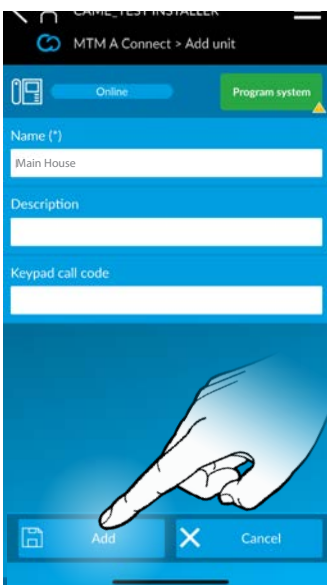 CAME_TEST INSTALLER
MTM A Connect > Add unit
Online
Program system
Name (*)
Main House
Description
Keypad call code
Add
Cancel